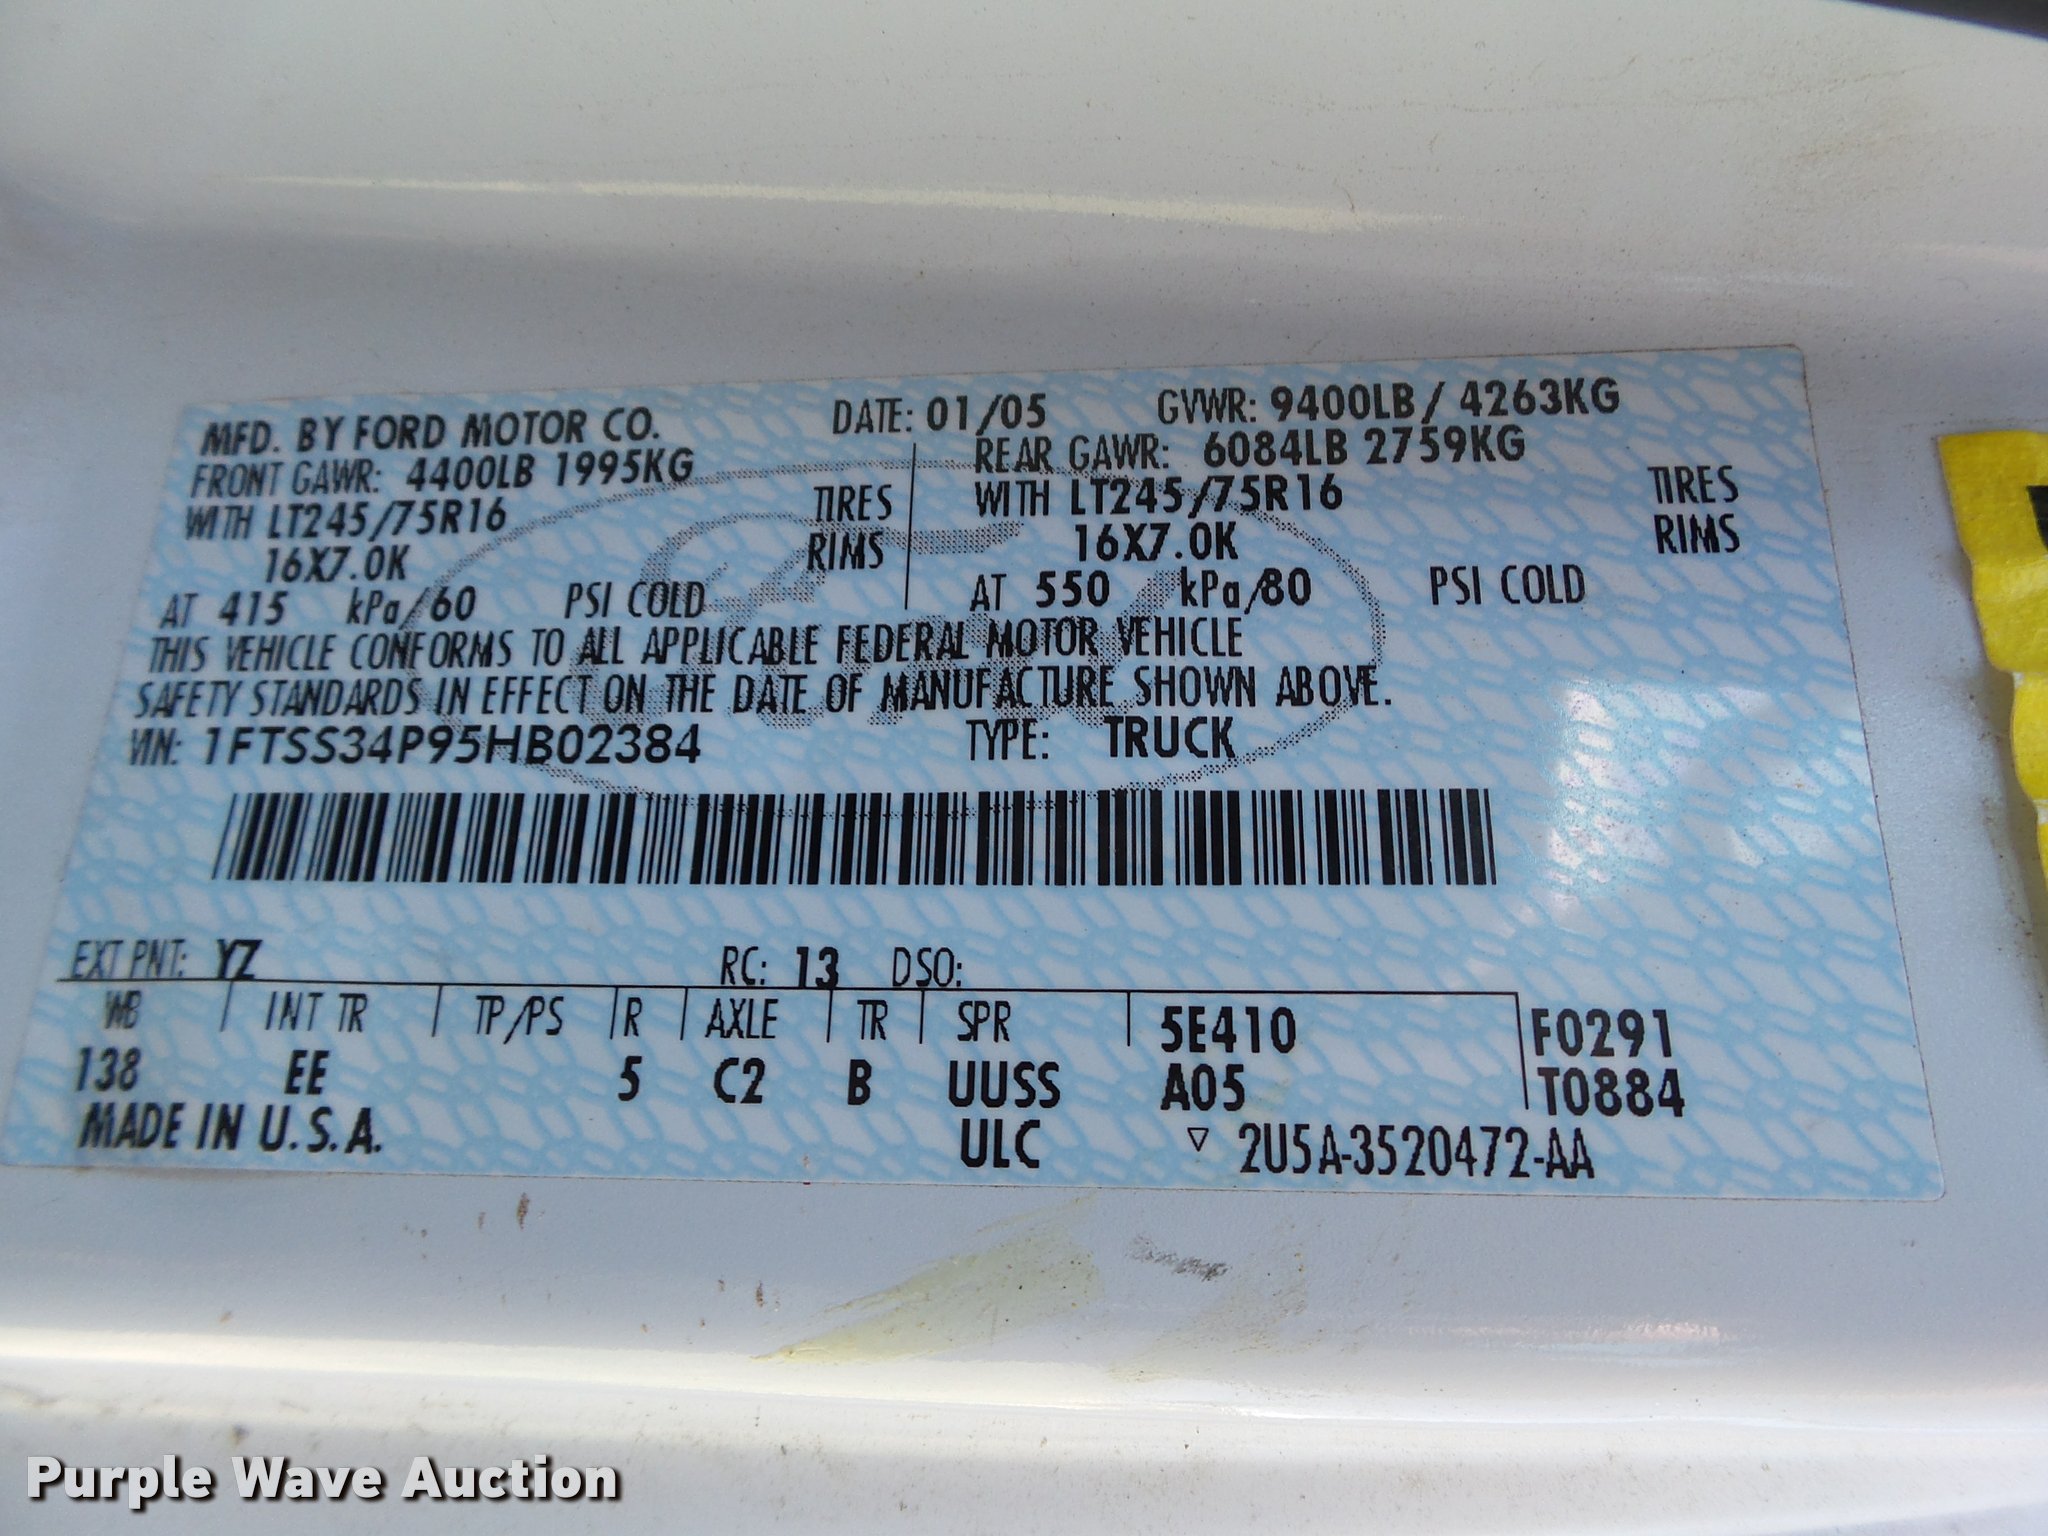 MFD. BY FORD MOTOR CO. DATE: 01/05 GVWR: 9400LB / 4263KG
FRONT GAWR: 4400LB 1995KG REAR GAWR: 6084LB 2759KG
WITH LT245/75R16 TIRES WITH LT245/75R16 TIRES
16X7.0K RIMS 16X7.0K RIMS
AT 415 kPa/60 PSI COLD AT 550 kPa/80 PSI COLD
THIS VEHICLE CONFORMS TO ALL APPLICABLE FEDERAL MOTOR VEHICLE
SAFETY STANDARDS IN EFFECT ON THE DATE OF MANUFACTURE SHOWN ABOVE.
VIN: 1FTSS34P95HB02384 TYPE: TRUCK
EXT PNT: YZ RC: 13 DSO:
WB INT TR TP/PS R AXLE TR SPR 5E410 F0291
138 EE 5 C2 B UUSS A05 T0884
MADE IN U.S.A. ULC ▽ 2U5A-3520472-AA
Purple Wave Auction